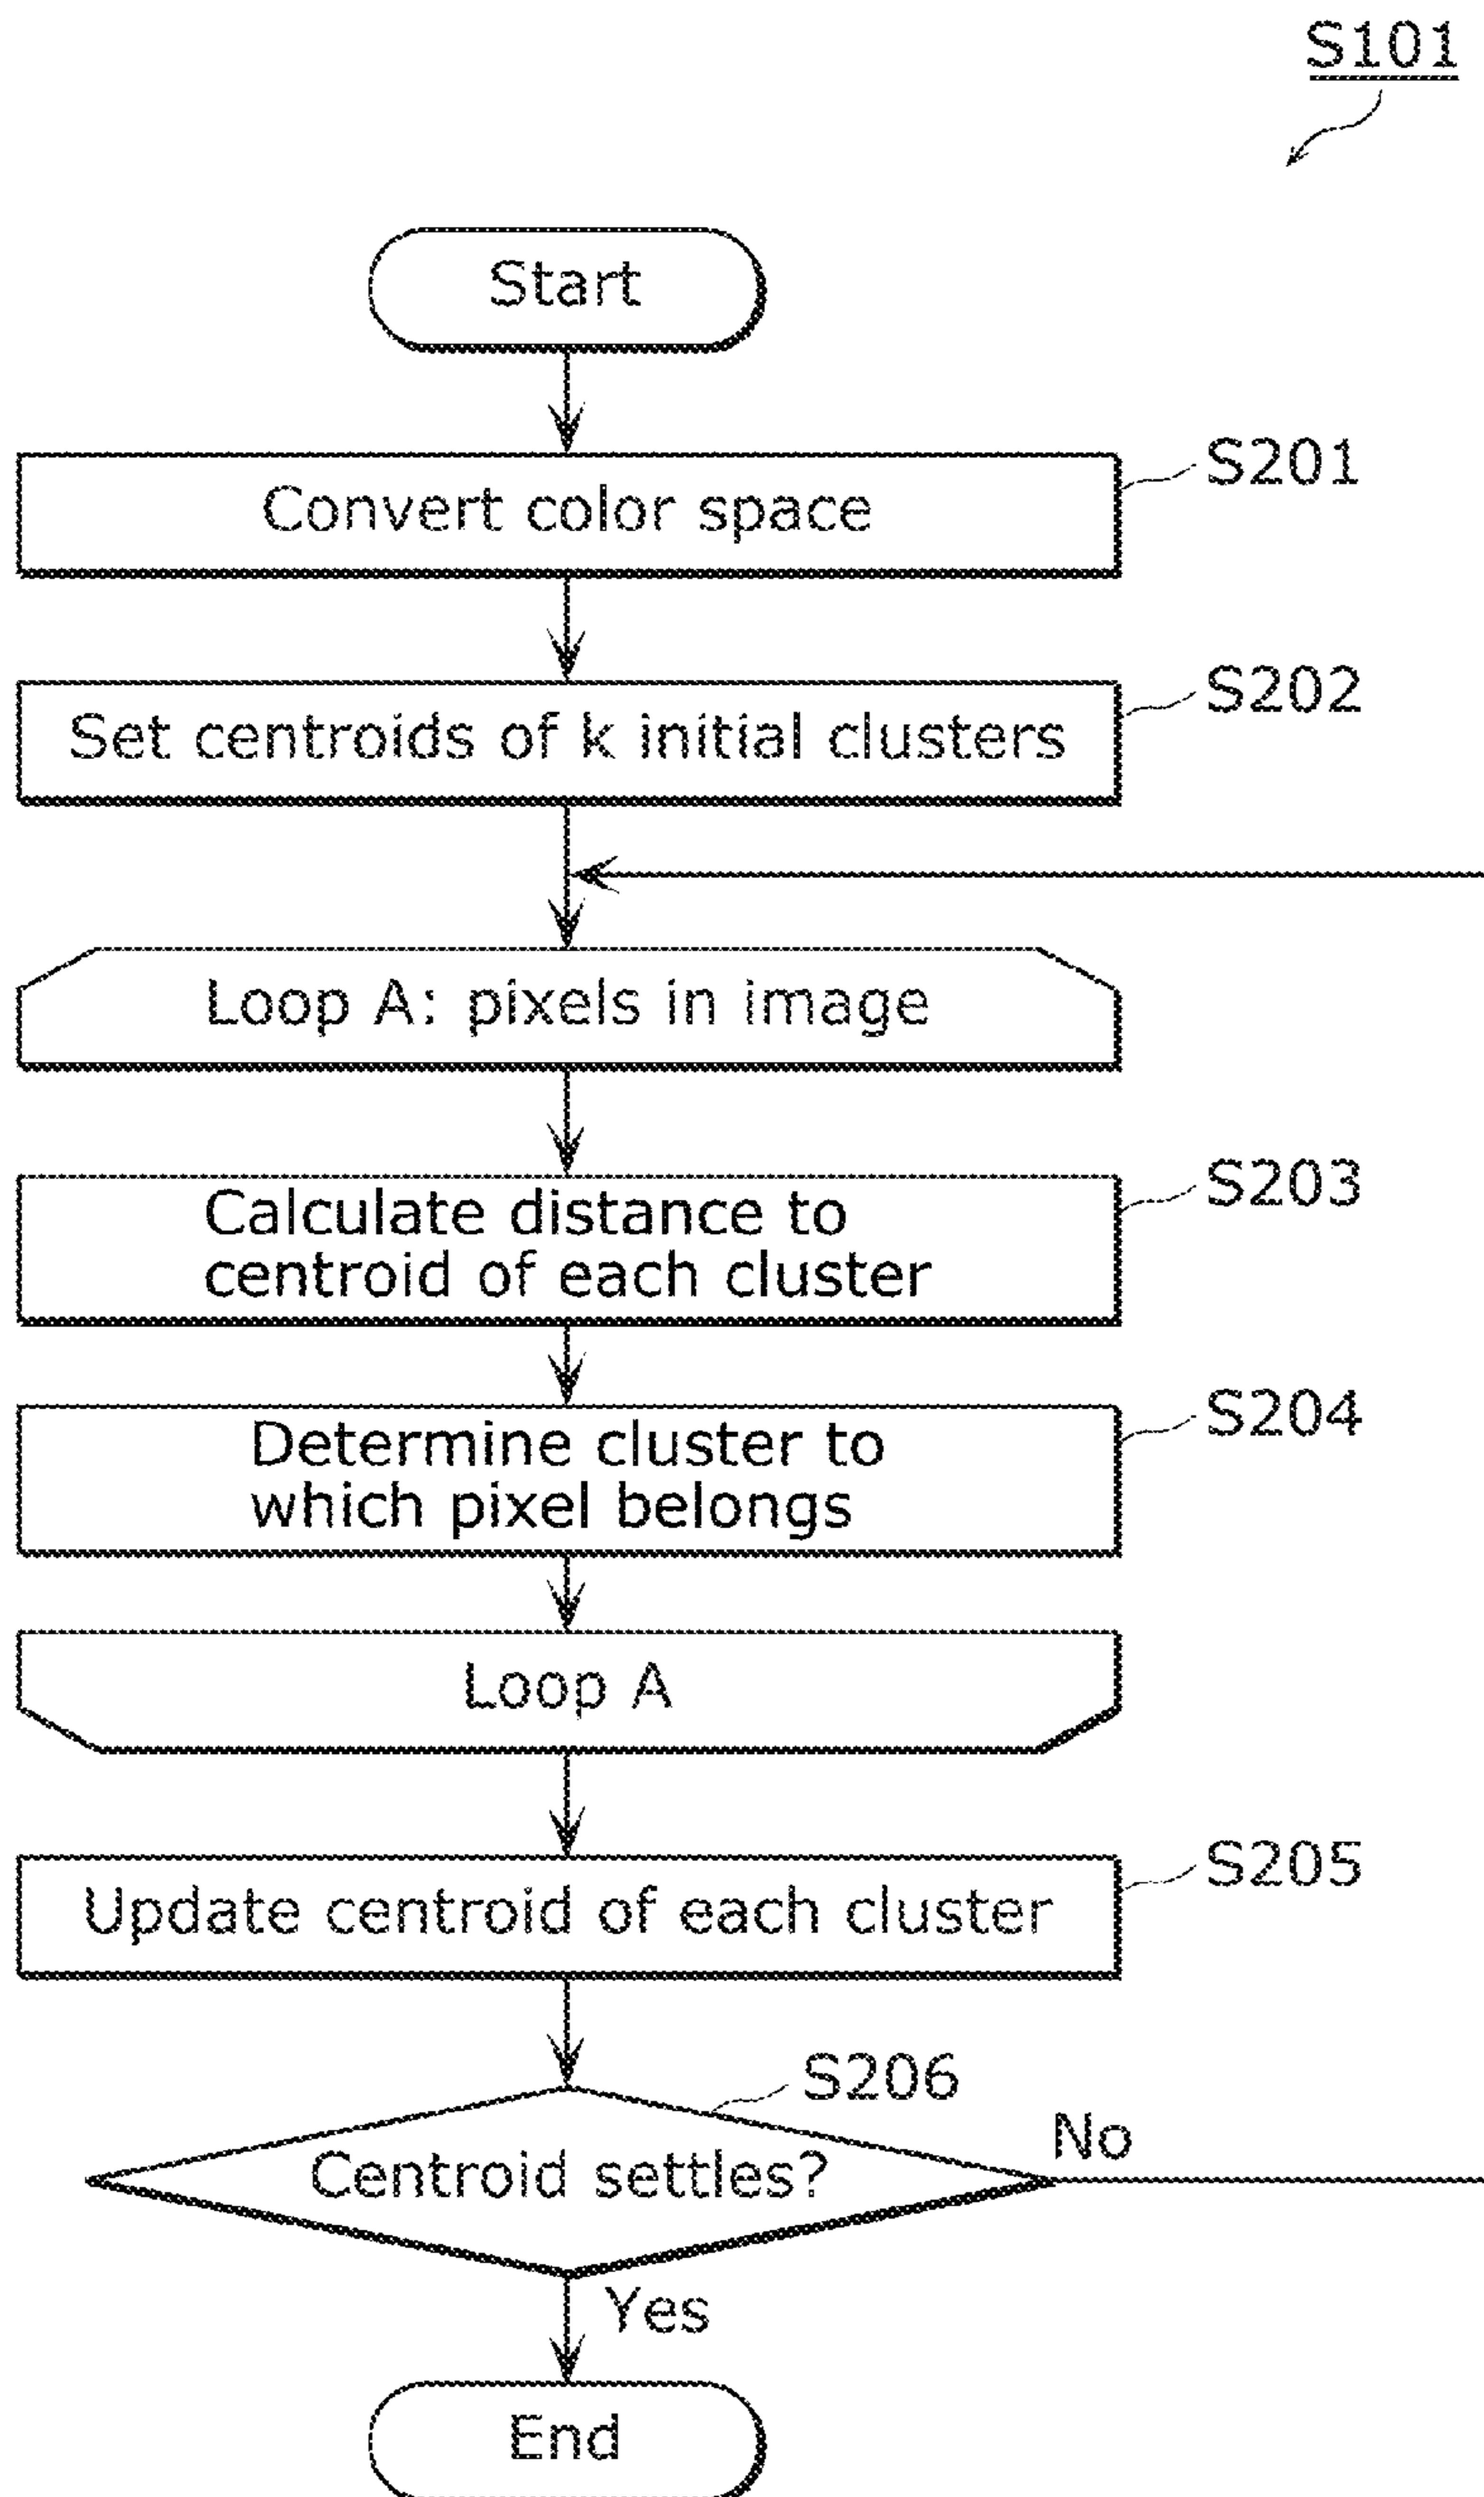 S101
Start
Convert color space
S201
Set centroids of k initial clusters
S202
Loop A: pixels in image
Calculate distance to
centroid of each cluster
S203
Determine cluster to
which pixel belongs
S204
Loop A
Update centroid of each cluster
S205
S206
Centroid settles?
No
Yes
End